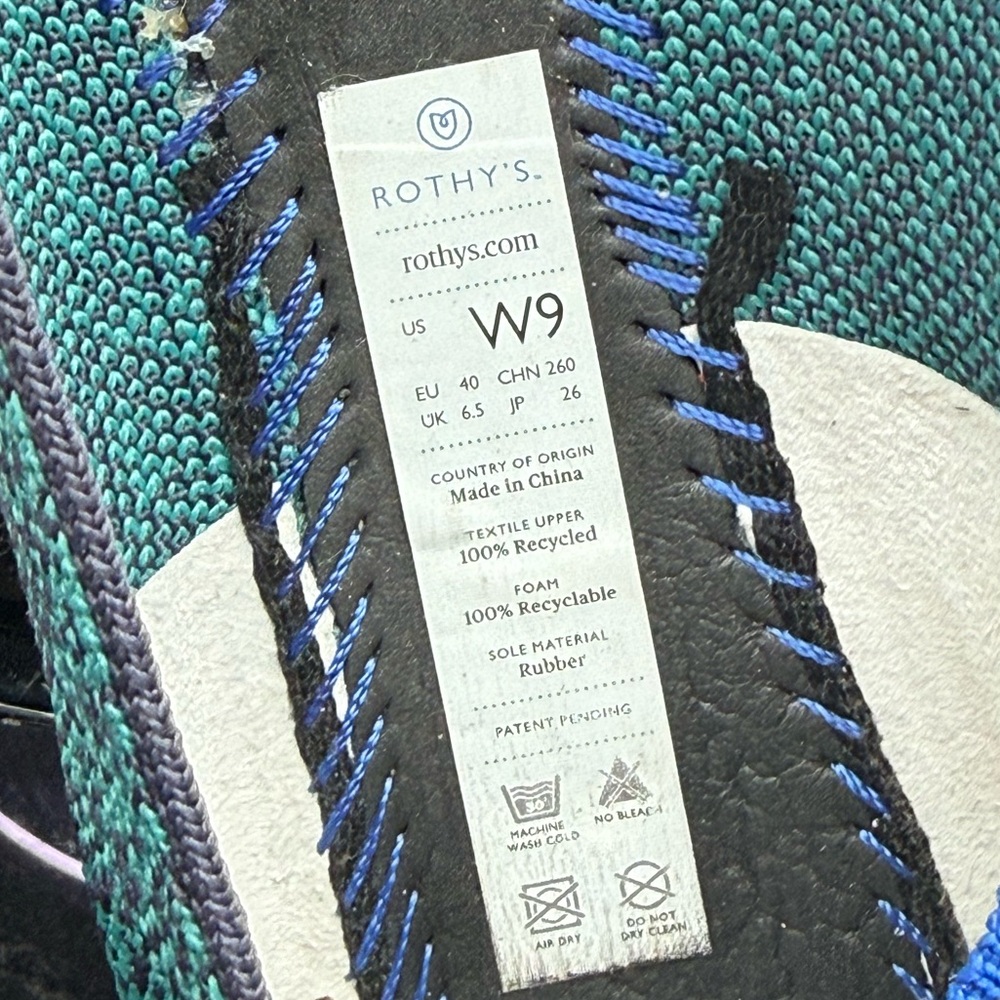 ROTHY'S™
rothys.com
US W9
EU 40 CHN 260
UK 6.5 JP 26
COUNTRY OF ORIGIN
Made in China
TEXTILE UPPER
100% Recycled
FOAM
100% Recyclable
SOLE MATERIAL
Rubber
PATENT PENDING
30°
MACHINE
WASH COLD
NO BLEACH
AIR DRY
DO NOT
DRY CLEAN